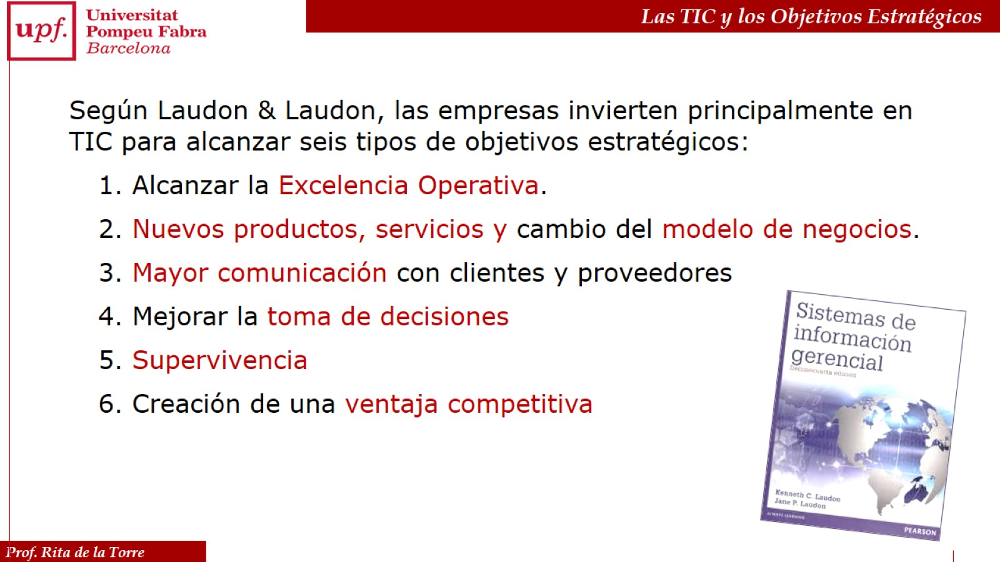 upf.
Universitat
Pompeu Fabra
Barcelona
Las TIC y los Objetivos Estratégicos
Según Laudon & Laudon, las empresas invierten principalmente en
TIC para alcanzar seis tipos de objetivos estratégicos:
1. Alcanzar la Excelencia Operativa.
2. Nuevos productos, servicios y cambio del modelo de negocios.
3. Mayor comunicación con clientes y proveedores
4. Mejorar la toma de decisiones
5. Supervivencia
6. Creación de una ventaja competitiva
Sistemas de
información
gerencial
Decimocuarta edición
Kenneth C. Laudon
Jane P. Laudon
ALWAYS LEARNING
PEARSON
Prof. Rita de la Torre